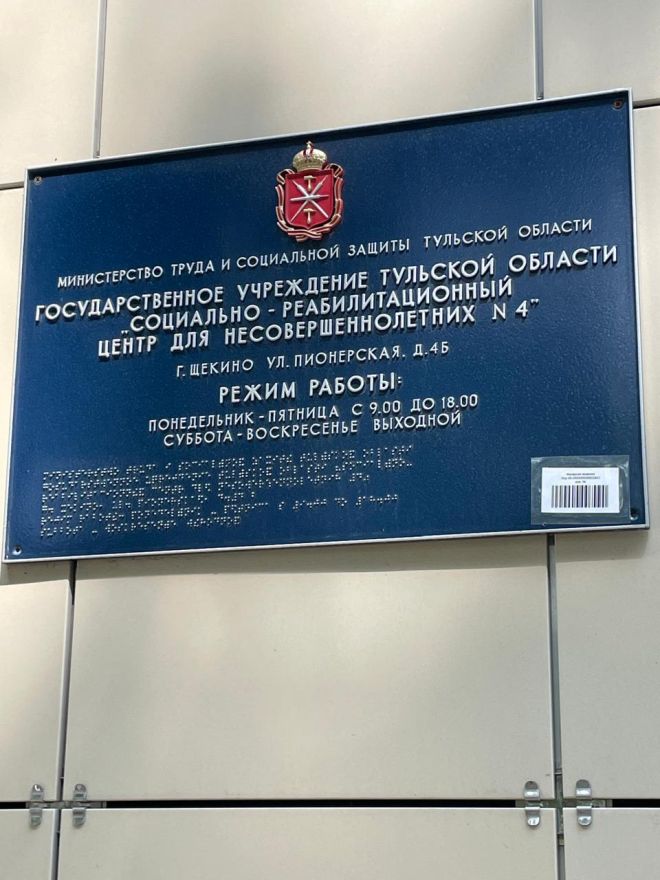 МИНИСТЕРСТВО ТРУДА И СОЦИАЛЬНОЙ ЗАЩИТЫ ТУЛЬСКОЙ ОБЛАСТИ
ГОСУДАРСТВЕННОЕ УЧРЕЖДЕНИЕ ТУЛЬСКОЙ ОБЛАСТИ
„СОЦИАЛЬНО - РЕАБИЛИТАЦИОННЫЙ
ЦЕНТР ДЛЯ НЕСОВЕРШЕННОЛЕТНИХ N 4"
Г. ЩЕКИНО УЛ. ПИОНЕРСКАЯ, Д.4Б
РЕЖИМ РАБОТЫ:
ПОНЕДЕЛЬНИК - ПЯТНИЦА С 9.00 ДО 18.00
СУББОТА - ВОСКРЕСЕНЬЕ ВЫХОДНОЙ